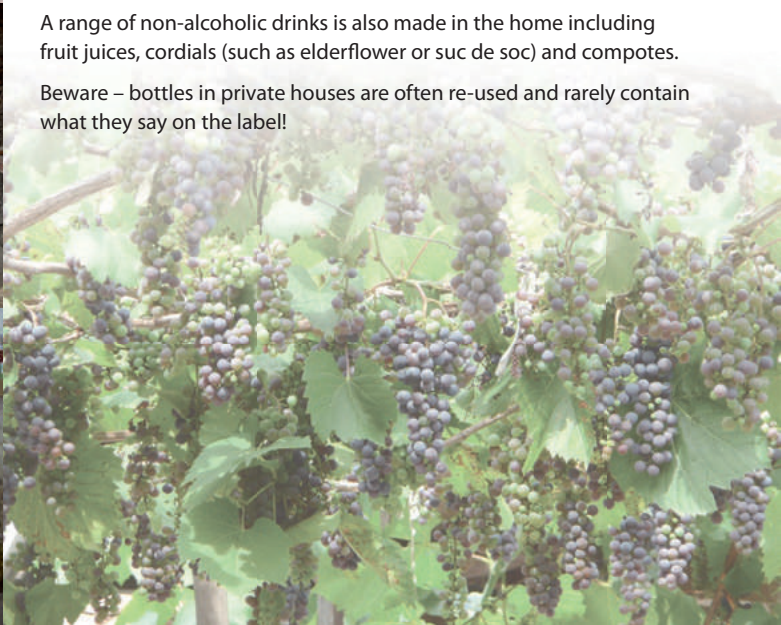 A range of non-alcoholic drinks is also made in the home including
fruit juices, cordials (such as elderflower or suc de soc) and compotes.
Beware – bottles in private houses are often re-used and rarely contain
what they say on the label!